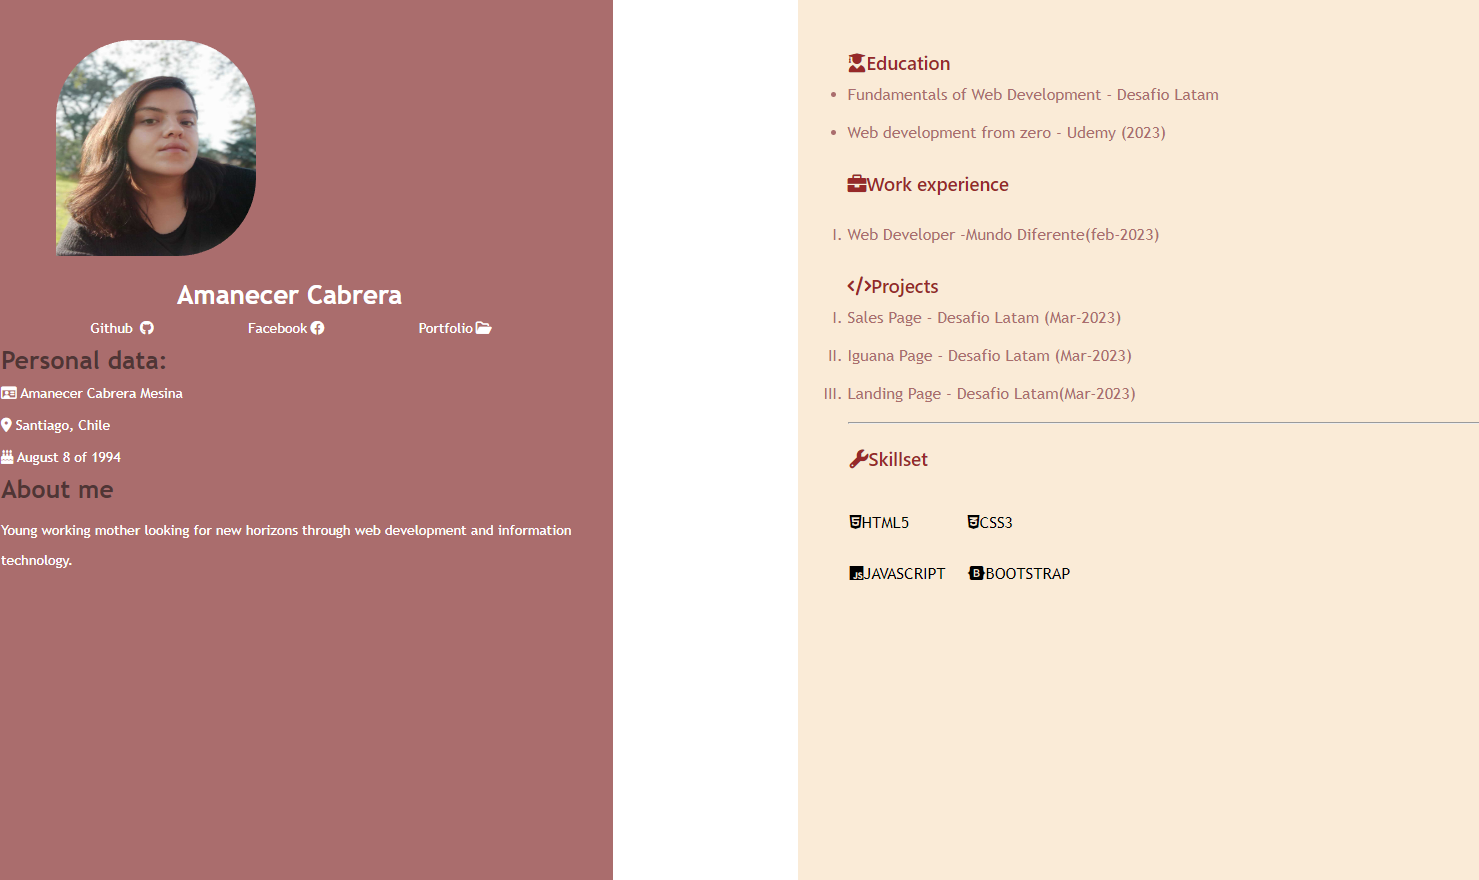 Amanecer Cabrera
Github Facebook Portfolio
Personal data:
Amanecer Cabrera Mesina
Santiago, Chile
August 8 of 1994
About me
Young working mother looking for new horizons through web development and information
technology.
Education
• Fundamentals of Web Development - Desafio Latam
• Web development from zero - Udemy (2023)
Work experience
I. Web Developer -Mundo Diferente(feb-2023)
Projects
I. Sales Page - Desafio Latam (Mar-2023)
II. Iguana Page - Desafio Latam (Mar-2023)
III. Landing Page - Desafio Latam(Mar-2023)
Skillset
HTML5 CSS3
JAVASCRIPT BOOTSTRAP